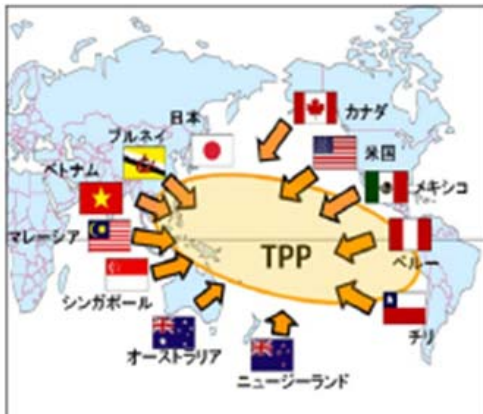 カナダ
日本
ブルネイ
米国
ベトナム
メキシコ
マレーシア
TPP
ペルー
シンガポール
チリ
オーストラリア
ニュージーランド